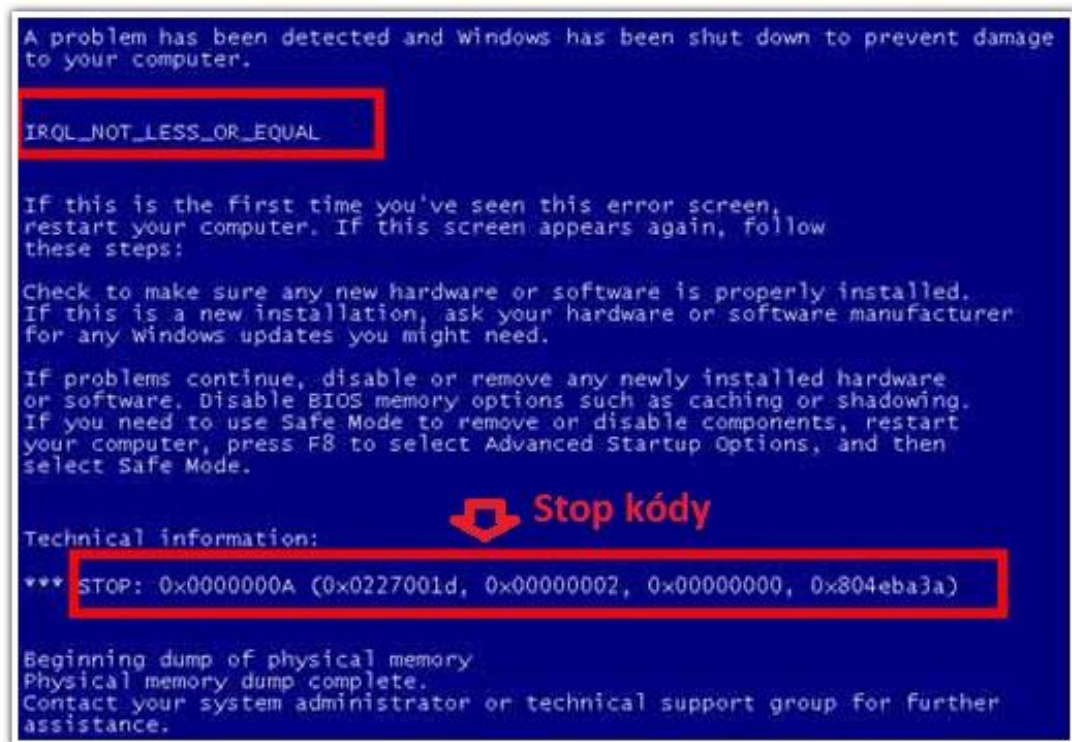 A problem has been detected and Windows has been shut down to prevent damage
to your computer.
IRQL_NOT_LESS_OR_EQUAL
If this is the first time you've seen this error screen,
restart your computer. If this screen appears again, follow
these steps:
Check to make sure any new hardware or software is properly installed.
If this is a new installation, ask your hardware or software manufacturer
for any Windows updates you might need.
If problems continue, disable or remove any newly installed hardware
or software. Disable BIOS memory options such as caching or shadowing.
If you need to use Safe Mode to remove or disable components, restart
your computer, press F8 to select Advanced Startup Options, and then
select Safe Mode.
Stop kódy
Technical information:
*** STOP: 0x0000000A (0x0227001d, 0x00000002, 0x00000000, 0x804eba3a)
Beginning dump of physical memory
Physical memory dump complete.
Contact your system administrator or technical support group for further
assistance.